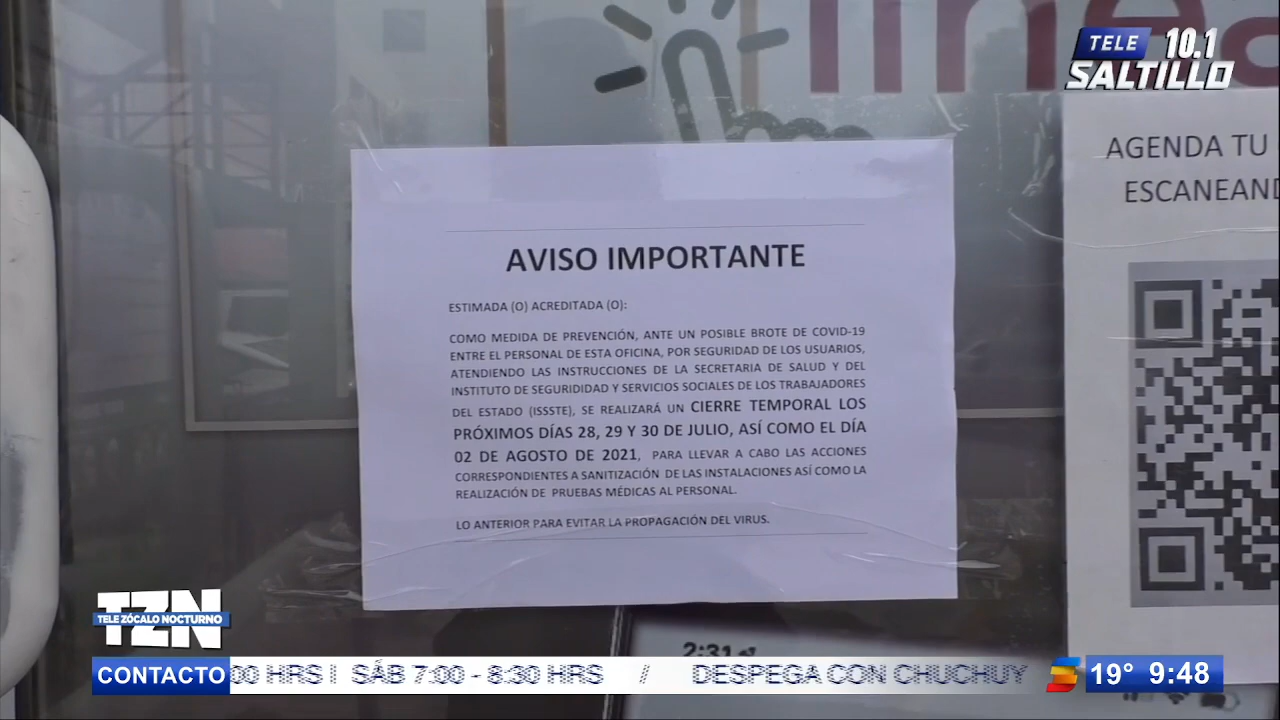 línea
TELE 10.1
SALTILLO
AGENDA TU
AVISO IMPORTANTE
ESTIMADA (O) ACREDITADA (O):
COMO MEDIDA DE PREVENCIÓN, ANTE UN POSIBLE BROTE DE COVID-19
ENTRE EL PERSONAL DE ESTA OFICINA, POR SEGURIDAD DE LOS USUARIOS,
ATENDIENDO LAS INSTRUCCIONES DE LA SECRETARIA DE SALUD Y DEL
INSTITUTO DE SEGURIDIDAD Y SERVICIOS SOCIALES DE LOS TRABAJADORES
DEL ESTADO (ISSSTE), SE REALIZARÁ UN CIERRE TEMPORAL LOS
PRÓXIMOS DÍAS 28, 29 Y 30 DE JULIO, ASÍ COMO EL DÍA
02 DE AGOSTO DE 2021, PARA LLEVAR A CABO LAS ACCIONES
CORRESPONDIENTES A SANITIZACIÓN DE LAS INSTALACIONES ASÍ COMO LA
REALIZACIÓN DE PRUEBAS MÉDICAS AL PERSONAL.
LO ANTERIOR PARA EVITAR LA PROPAGACIÓN DEL VIRUS.
TZN
TELE ZÓCALO NOCTURNO
2:31
CONTACTO 00 HRS | SÁB 7:00 - 8:30 HRS / DESPEGA CON CHUCHUY 19° 9:48